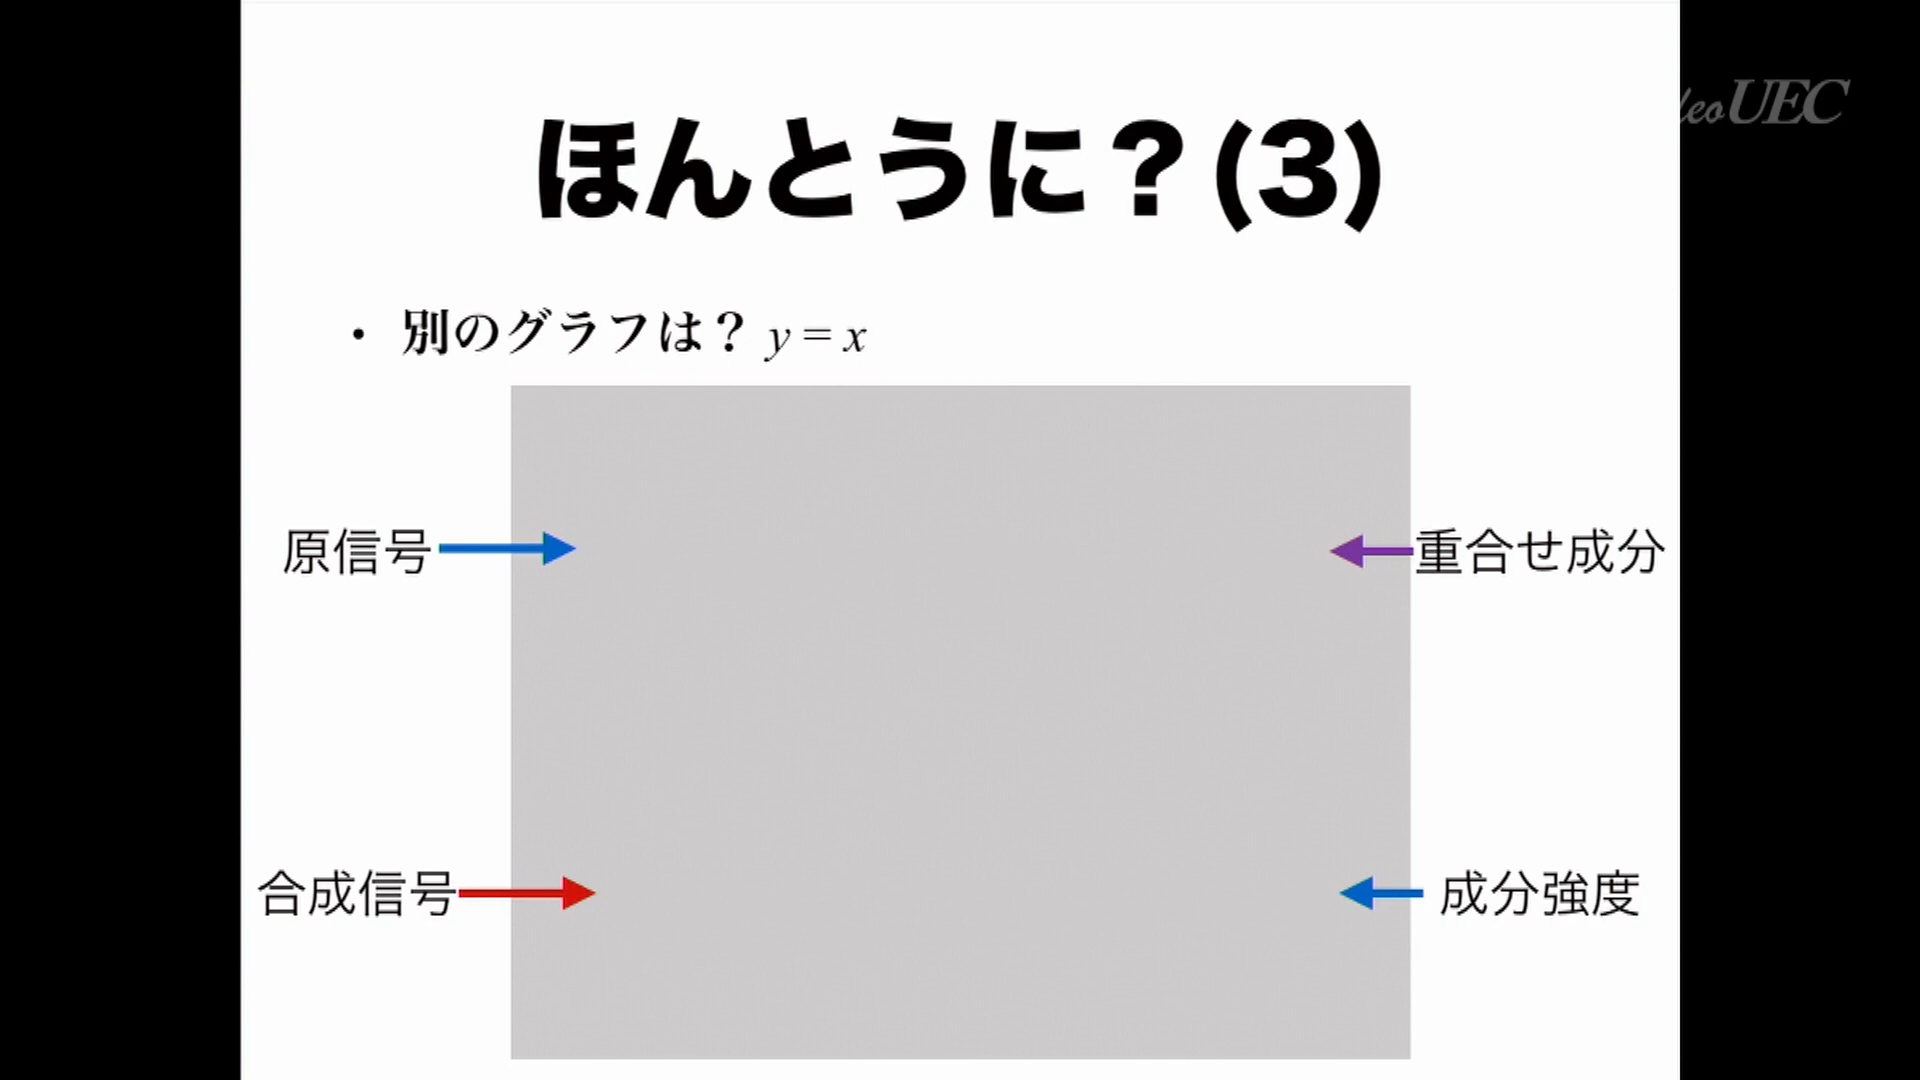 ほんとうに？(3)
・ 別のグラフは？ y = x
原信号
重合せ成分
合成信号
成分強度
UEC